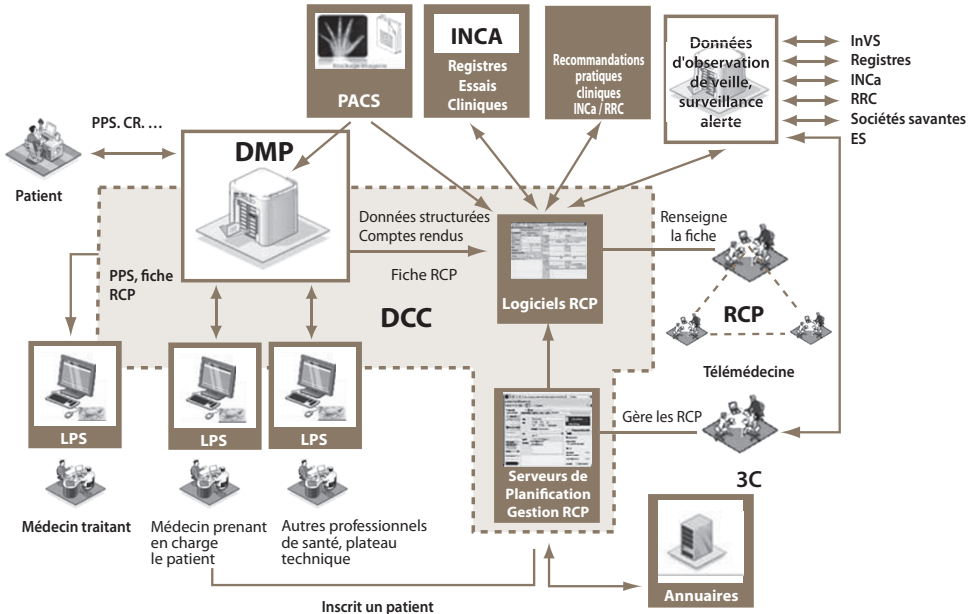 PACS
INCA
Registres
Essais
Cliniques
Recommandations
pratiques
cliniques
INCa / RRC
Données
d'observation
de veille,
surveillance
alerte
InVS
Registres
INCa
RRC
Sociétés savantes
ES
PPS. CR. …
Patient
DMP
Données structurées
Comptes rendus
Fiche RCP
Logiciels RCP
Renseigne
la fiche
RCP
Télémédecine
PPS, fiche
RCP
DCC
LPS
LPS
LPS
Médecin traitant
Médecin prenant
en charge
le patient
Autres professionnels
de santé, plateau
technique
Serveurs de
Planification
Gestion RCP
Gère les RCP
3C
Annuaires
Inscrit un patient